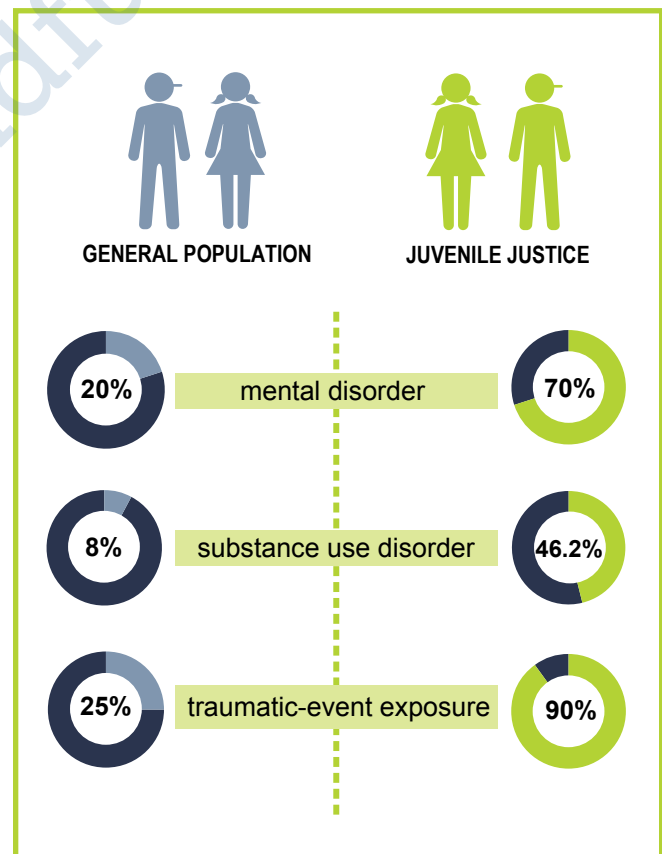 GENERAL POPULATION
JUVENILE JUSTICE
20%
mental disorder
70%
8%
substance use disorder
46.2%
25%
traumatic-event exposure
90%